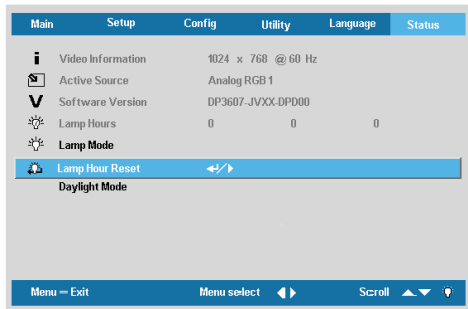 Main Setup Config Utility Language Status
i Video Information 1024 x 768 @ 60 Hz
Active Source Analog RGB 1
V Software Version DP3607-JVXX-DPD00
Lamp Hours 0 0 0
Lamp Mode
Lamp Hour Reset
Daylight Mode
Menu = Exit Menu select Scroll